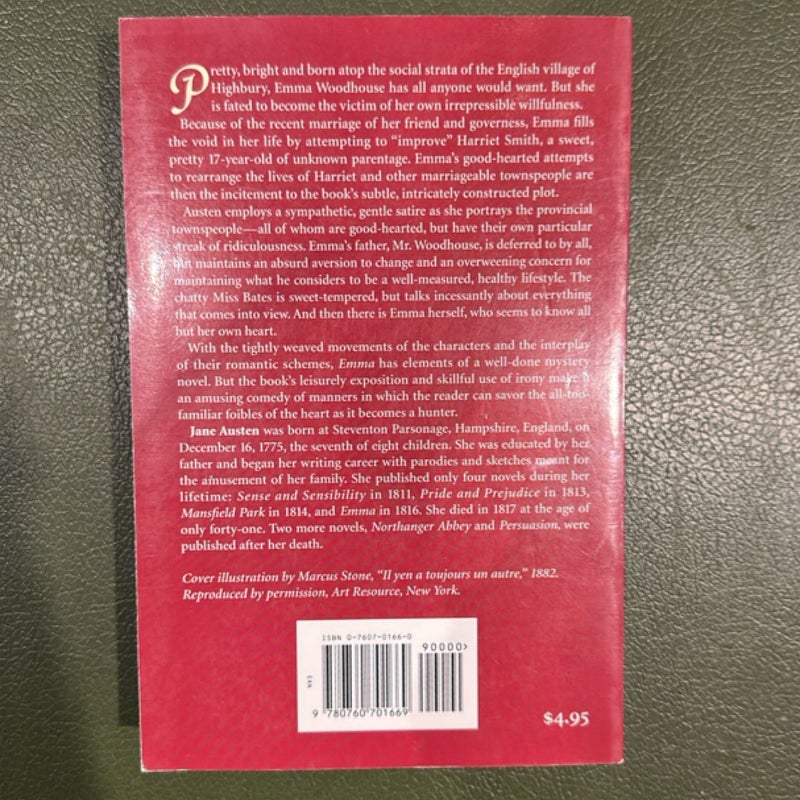 Pretty, bright and born atop the social strata of the English village of
Highbury, Emma Woodhouse has all anyone would want. But she
is fated to become the victim of her own irrepressible willfulness.
Because of the recent marriage of her friend and governess, Emma fills
the void in her life by attempting to “improve” Harriet Smith, a sweet,
pretty 17-year-old of unknown parentage. Emma’s good-hearted attempts
to rearrange the lives of Harriet and other marriageable townspeople are
then the incitement to the book’s subtle, intricately constructed plot.
Austen employs a sympathetic, gentle satire as she portrays the provincial
townspeople—all of whom are good-hearted, but have their own particular
streak of ridiculousness. Emma’s father, Mr. Woodhouse, is deferred to by all,
but maintains an absurd aversion to change and an overweening concern for
maintaining what he considers to be a well-measured, healthy lifestyle. The
chatty Miss Bates is sweet-tempered, but talks incessantly about everything
that comes into view. And then there is Emma herself, who seems to know all
but her own heart.
With the tightly weaved movements of the characters and the interplay
of their romantic schemes, Emma has elements of a well-done mystery
novel. But the book’s leisurely exposition and skillful use of irony make it
an amusing comedy of manners in which the reader can savor the all-too-
familiar foibles of the heart as it becomes a hunter.
Jane Austen was born at Steventon Parsonage, Hampshire, England, on
December 16, 1775, the seventh of eight children. She was educated by her
father and began her writing career with parodies and sketches meant for
the amusement of her family. She published only four novels during her
lifetime: Sense and Sensibility in 1811, Pride and Prejudice in 1813,
Mansfield Park in 1814, and Emma in 1816. She died in 1817 at the age of
only forty-one. Two more novels, Northanger Abbey and Persuasion, were
published after her death.
Cover illustration by Marcus Stone, “Il yen a toujours un autre,” 1882.
Reproduced by permission, Art Resource, New York.
ISBN 0-7607-0166-0
90000>
EAN
9 780760 701669
$4.95